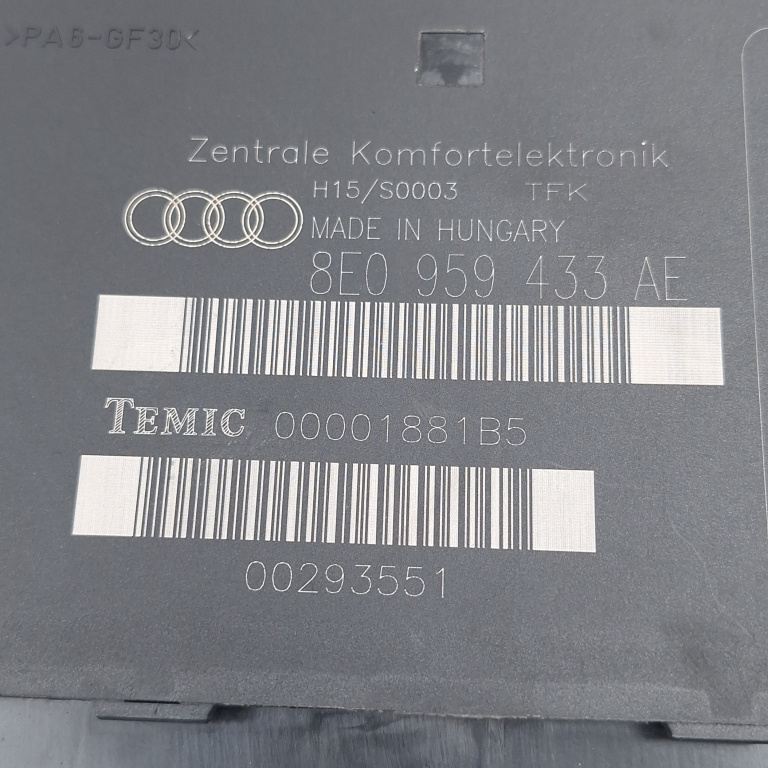 >PA6-GF30<
Zentrale Komfortelektronik
H15/S0003 TFK
MADE IN HUNGARY
8E0 959 433 AE
TEMIC 00001881B5
00293551